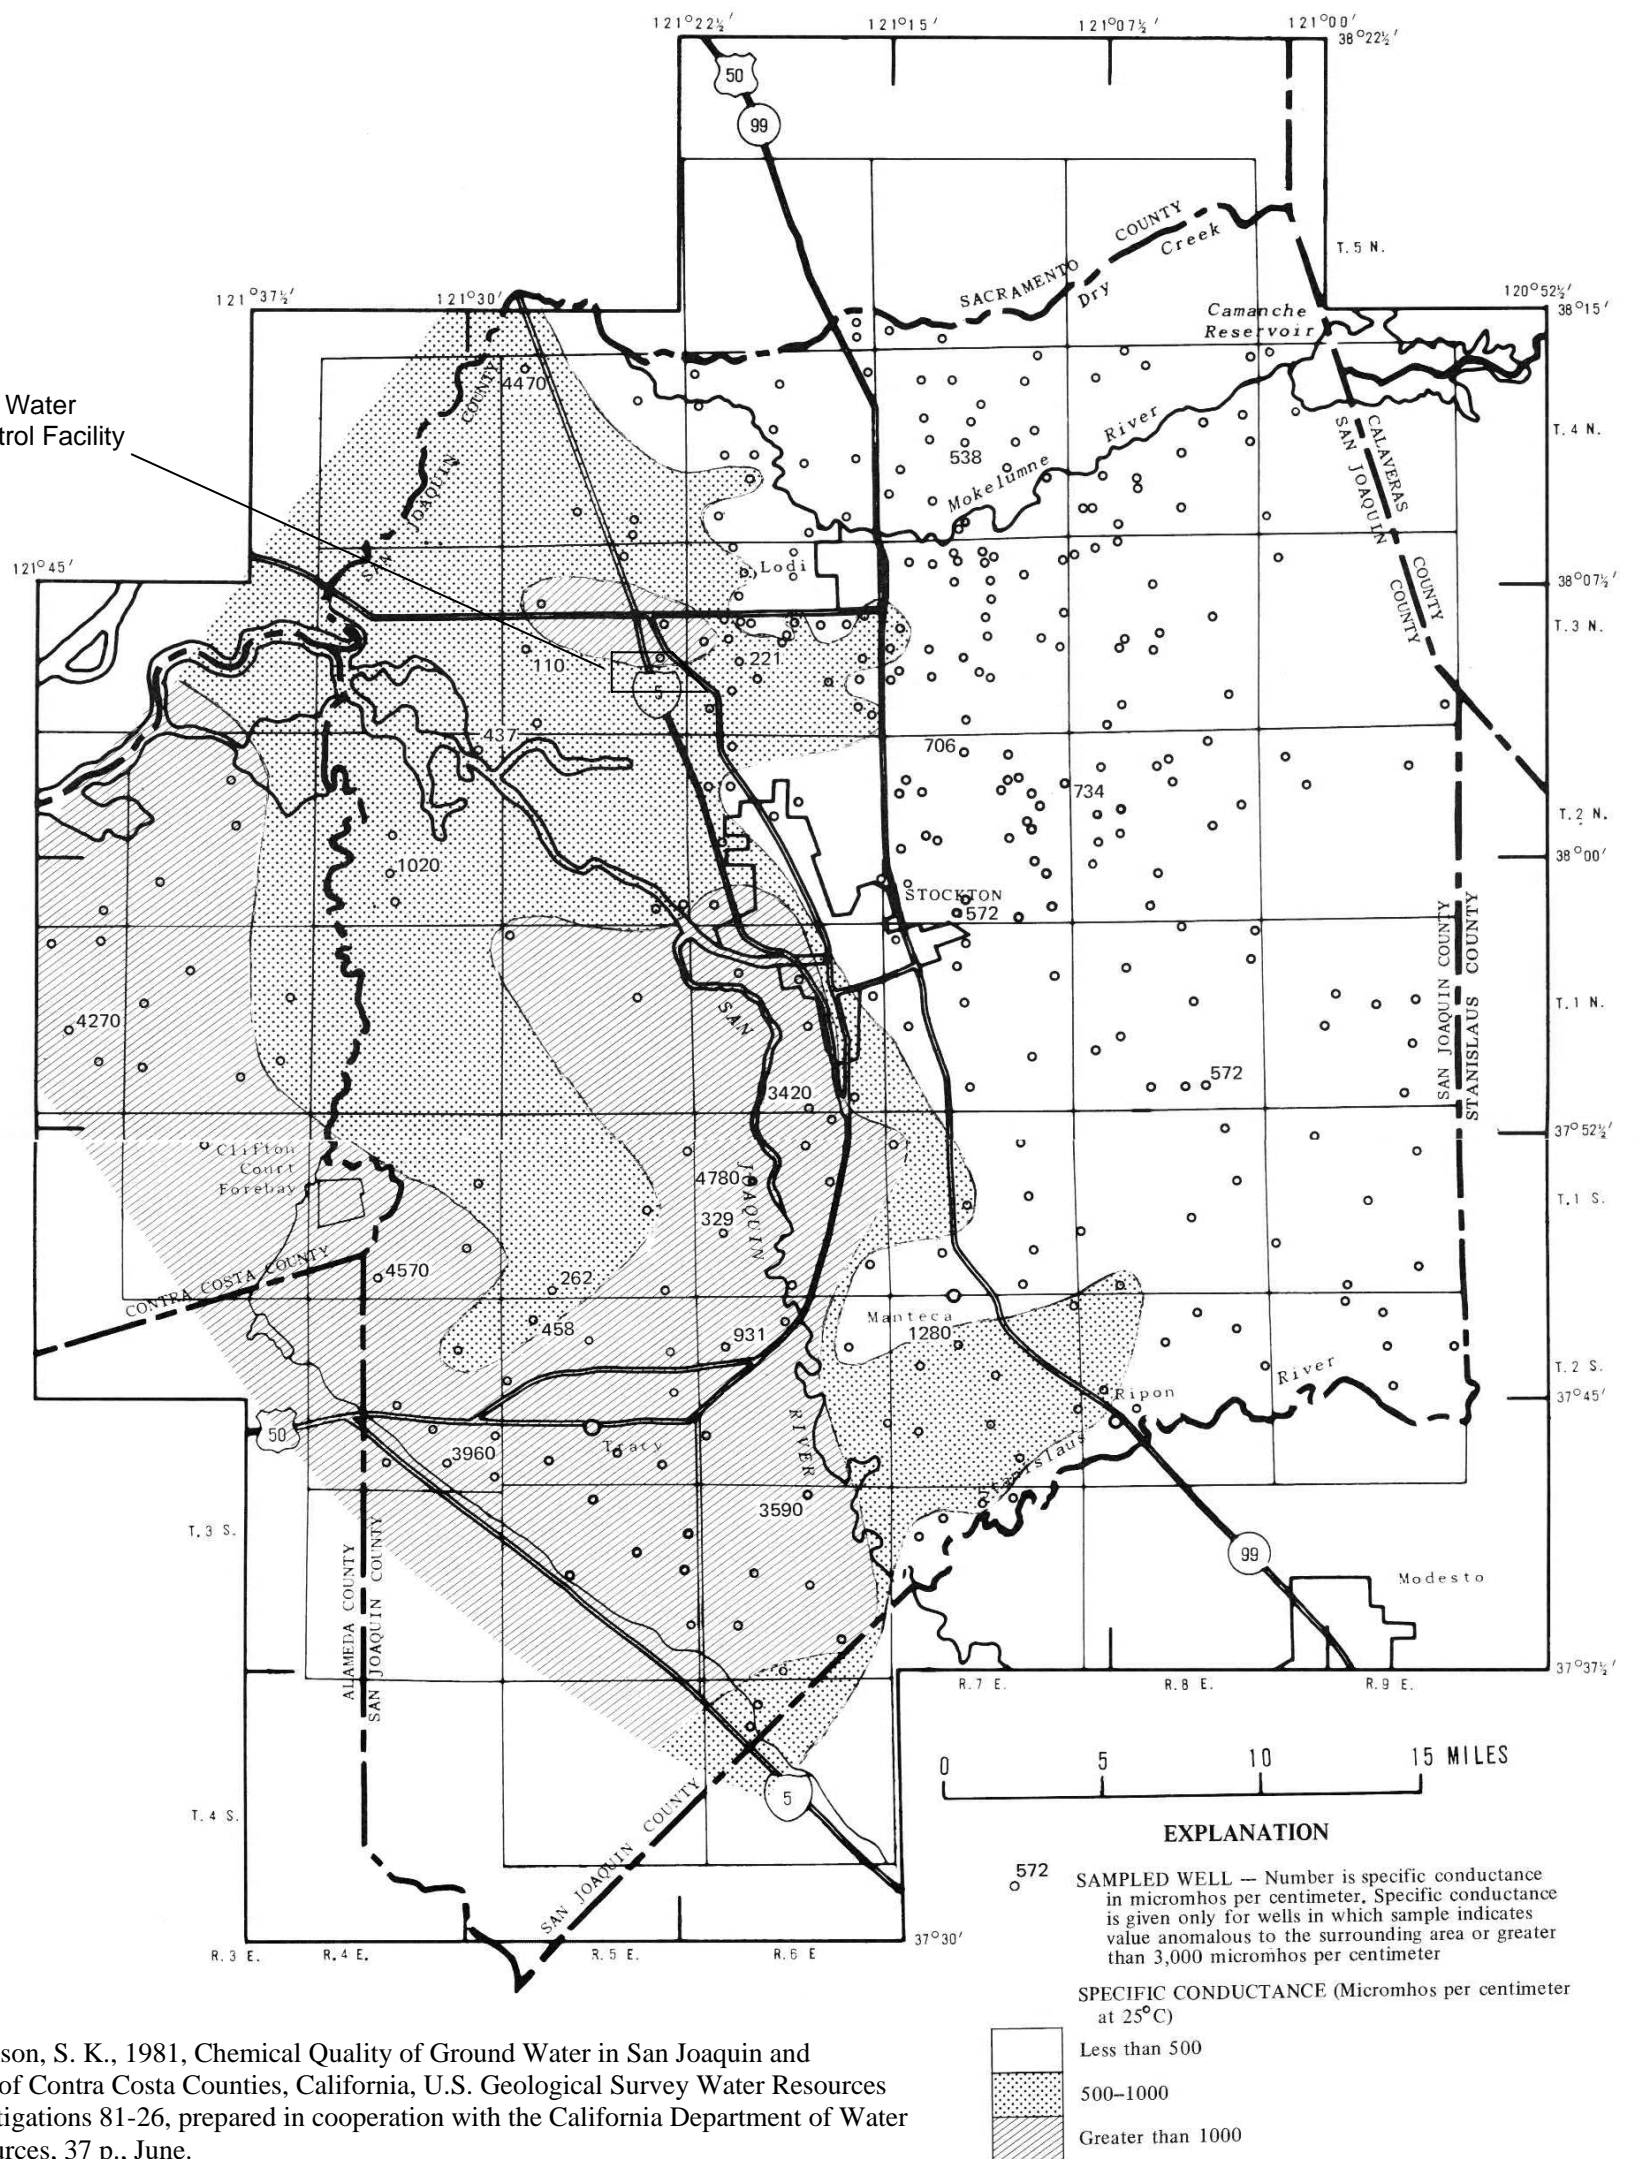 121°22½′
121°15′
121°07½′
121°00′
38°22½′
50
99
COUNTY
Creek
T.5 N.
SACRAMENTO
Dry
121°37½′
121°30′
120°52½′
Camanche
Reservoir
38°15′
4470
COUNTY
Water
trol Facility
River
T.4 N.
CALAVERAS
SAN JOAQUIN
538
Mokelumne
JOAQUIN
SAN
121°45′
Lodi
COUNTY
COUNTY
38°07½′
T.3 N.
110
221
5
437
706
734
T.2 N.
1020
38°00′
STOCKTON
572
SAN JOAQUIN COUNTY
STANISLAUS COUNTY
SAN
4270
T.1 N.
572
3420
37°52½′
Clifton
Court
Forebay
4780
JOAQUIN
329
T.1 S.
CONTRA COSTA COUNTY
4570
262
458
931
Manteca
1280
River
T.2 S.
37°45′
Ripon
50
3960
Tracy
RIVER
Stanislaus
3590
T.3 S.
ALAMEDA COUNTY
SAN JOAQUIN COUNTY
99
Modesto
37°37½′
R.7 E.
R.8 E.
R.9 E.
0
5
10
15 MILES
5
T.4 S.
SAN JOAQUIN COUNTY
EXPLANATION
572
SAMPLED WELL — Number is specific conductance
in micromhos per centimeter. Specific conductance
is given only for wells in which sample indicates
value anomalous to the surrounding area or greater
than 3,000 micromhos per centimeter
37°30′
R.3 E.
R.4 E.
R.5 E.
R.6 E
SPECIFIC CONDUCTANCE (Micromhos per centimeter
at 25°C)
Less than 500
500–1000
Greater than 1000
son, S. K., 1981, Chemical Quality of Ground Water in San Joaquin and
of Contra Costa Counties, California, U.S. Geological Survey Water Resources
tigations 81-26, prepared in cooperation with the California Department of Water
urces, 37 p., June.